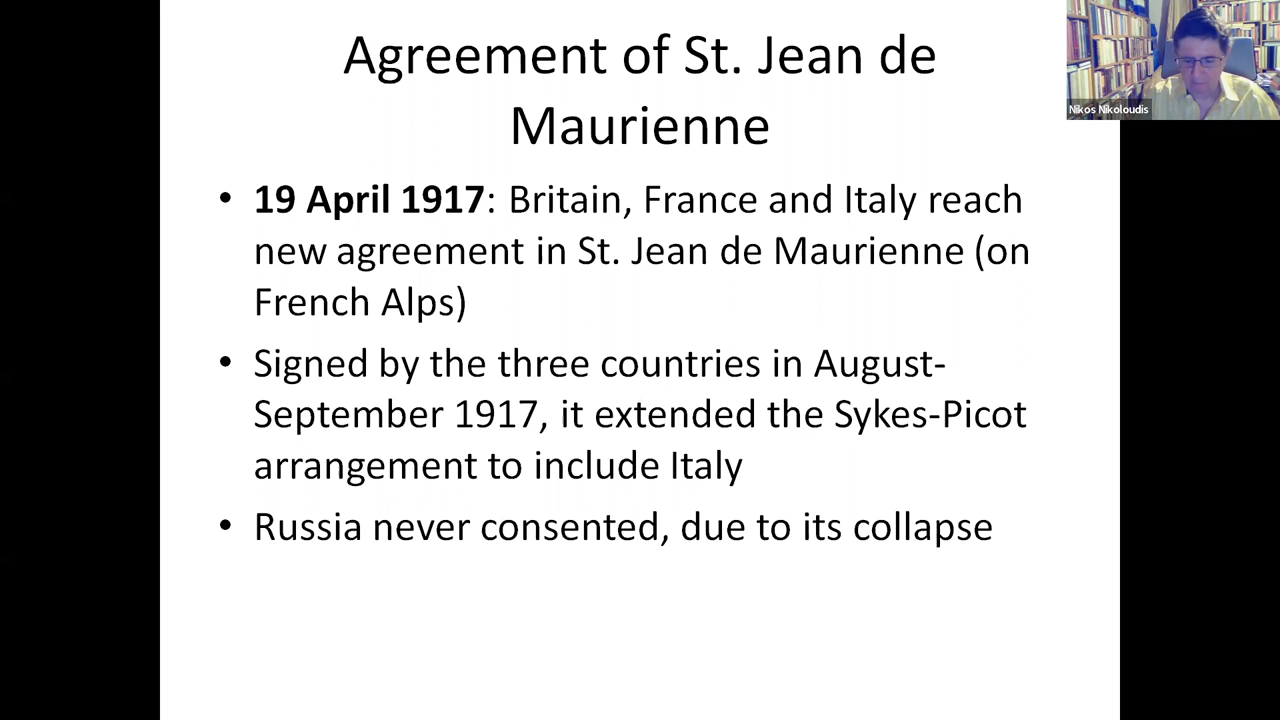 Agreement of St. Jean de
Maurienne
Nikos Nikoloudis
• 19 April 1917: Britain, France and Italy reach
new agreement in St. Jean de Maurienne (on
French Alps)
• Signed by the three countries in August-
September 1917, it extended the Sykes-Picot
arrangement to include Italy
• Russia never consented, due to its collapse